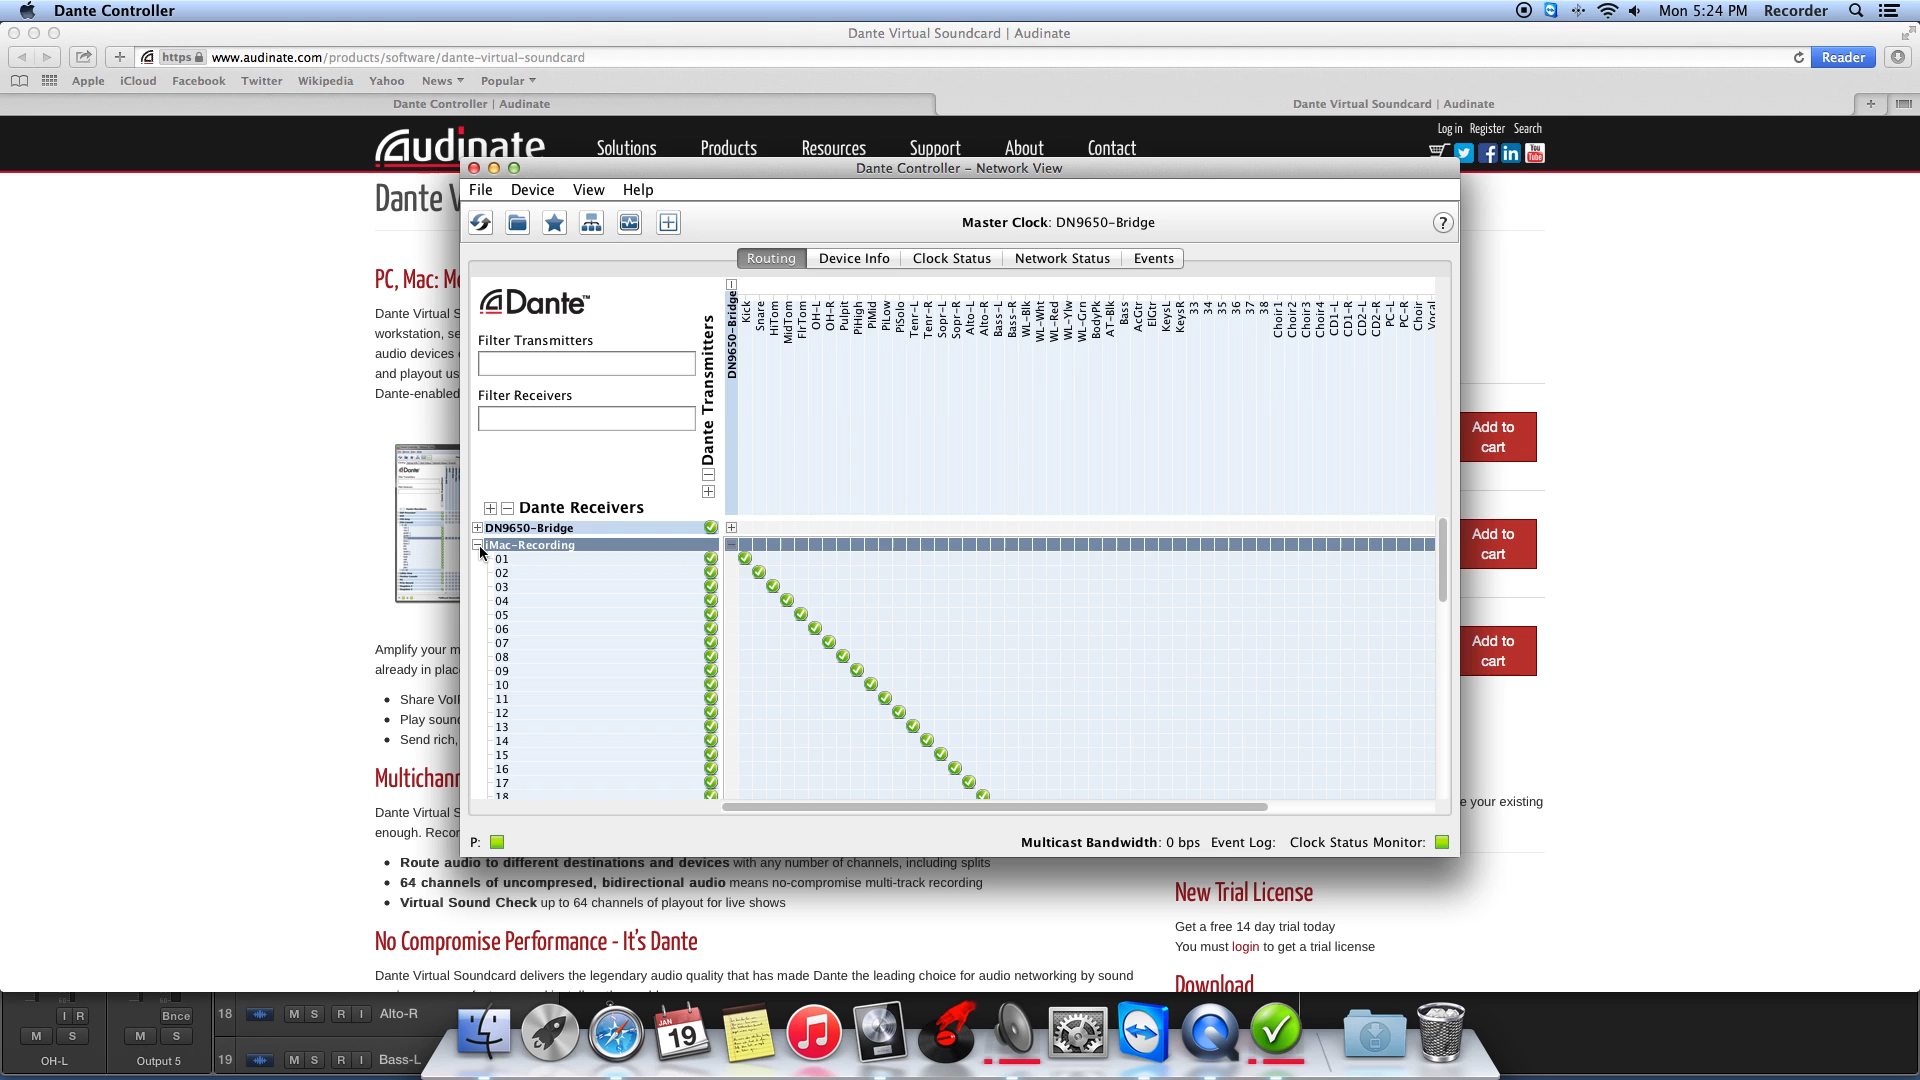 Dante Controller
Mon 5:24 PM Recorder
Dante Virtual Soundcard | Audinate
https www.audinate.com/products/software/dante-virtual-soundcard
Reader
Apple iCloud Facebook Twitter Wikipedia Yahoo News Popular
Dante Controller | Audinate
Dante Virtual Soundcard | Audinate
Log in Register Search
Audinate
Solutions Products Resources Support About Contact
You Tube
Dante Controller - Network View
Dante V
File Device View Help
Master Clock: DN9650-Bridge
?
Routing Device Info Clock Status Network Status Events
PC, Mac: M
Dante Virtual S
workstation, se
audio devices
and playout us
Dante-enabled
Dante™
Filter Transmitters
Filter Receivers
Dante Transmitters
DN9650-Bridge
Kick
Snare
HiTom
MidTom
FlrTom
OH-L
OH-R
Pulpit
PiHigh
PiMid
PiLow
PiSolo
Tenr-L
Tenr-R
Sopr-L
Sopr-R
Alto-L
Alto-R
Bass-L
Bass-R
WL-Blk
WL-Wht
WL-Red
WL-Ylw
WL-Grn
BodyPk
AT-Blk
Bass
AcGtr
ElGtr
KeysL
KeysR
33
34
35
36
37
38
Choir1
Choir2
Choir3
Choir4
CD1-L
CD1-R
CD2-L
CD2-R
PC-L
PC-R
Choir
Vocal
Dante Receivers
DN9650-Bridge
iMac-Recording
01
02
03
04
05
06
07
08
09
10
11
12
13
14
15
16
17
18
Add to
cart
Add to
cart
Add to
cart
Amplify your m
already in plac
Share VoI
Play soun
Send rich,
Multichann
Dante Virtual S
enough. Recor
e your existing
P:
Multicast Bandwidth: 0 bps Event Log: Clock Status Monitor:
Route audio to different destinations and devices with any number of channels, including splits
64 channels of uncompresed, bidirectional audio means no-compromise multi-track recording
Virtual Sound Check up to 64 channels of playout for live shows
New Trial License
Get a free 14 day trial today
You must login to get a trial license
No Compromise Performance - It's Dante
Dante Virtual Soundcard delivers the legendary audio quality that has made Dante the leading choice for audio networking by sound
Download
I R
Bnce
M S
M S
OH-L
Output 5
18 M S R I Alto-R
19 M S R I Bass-L
JAN
19